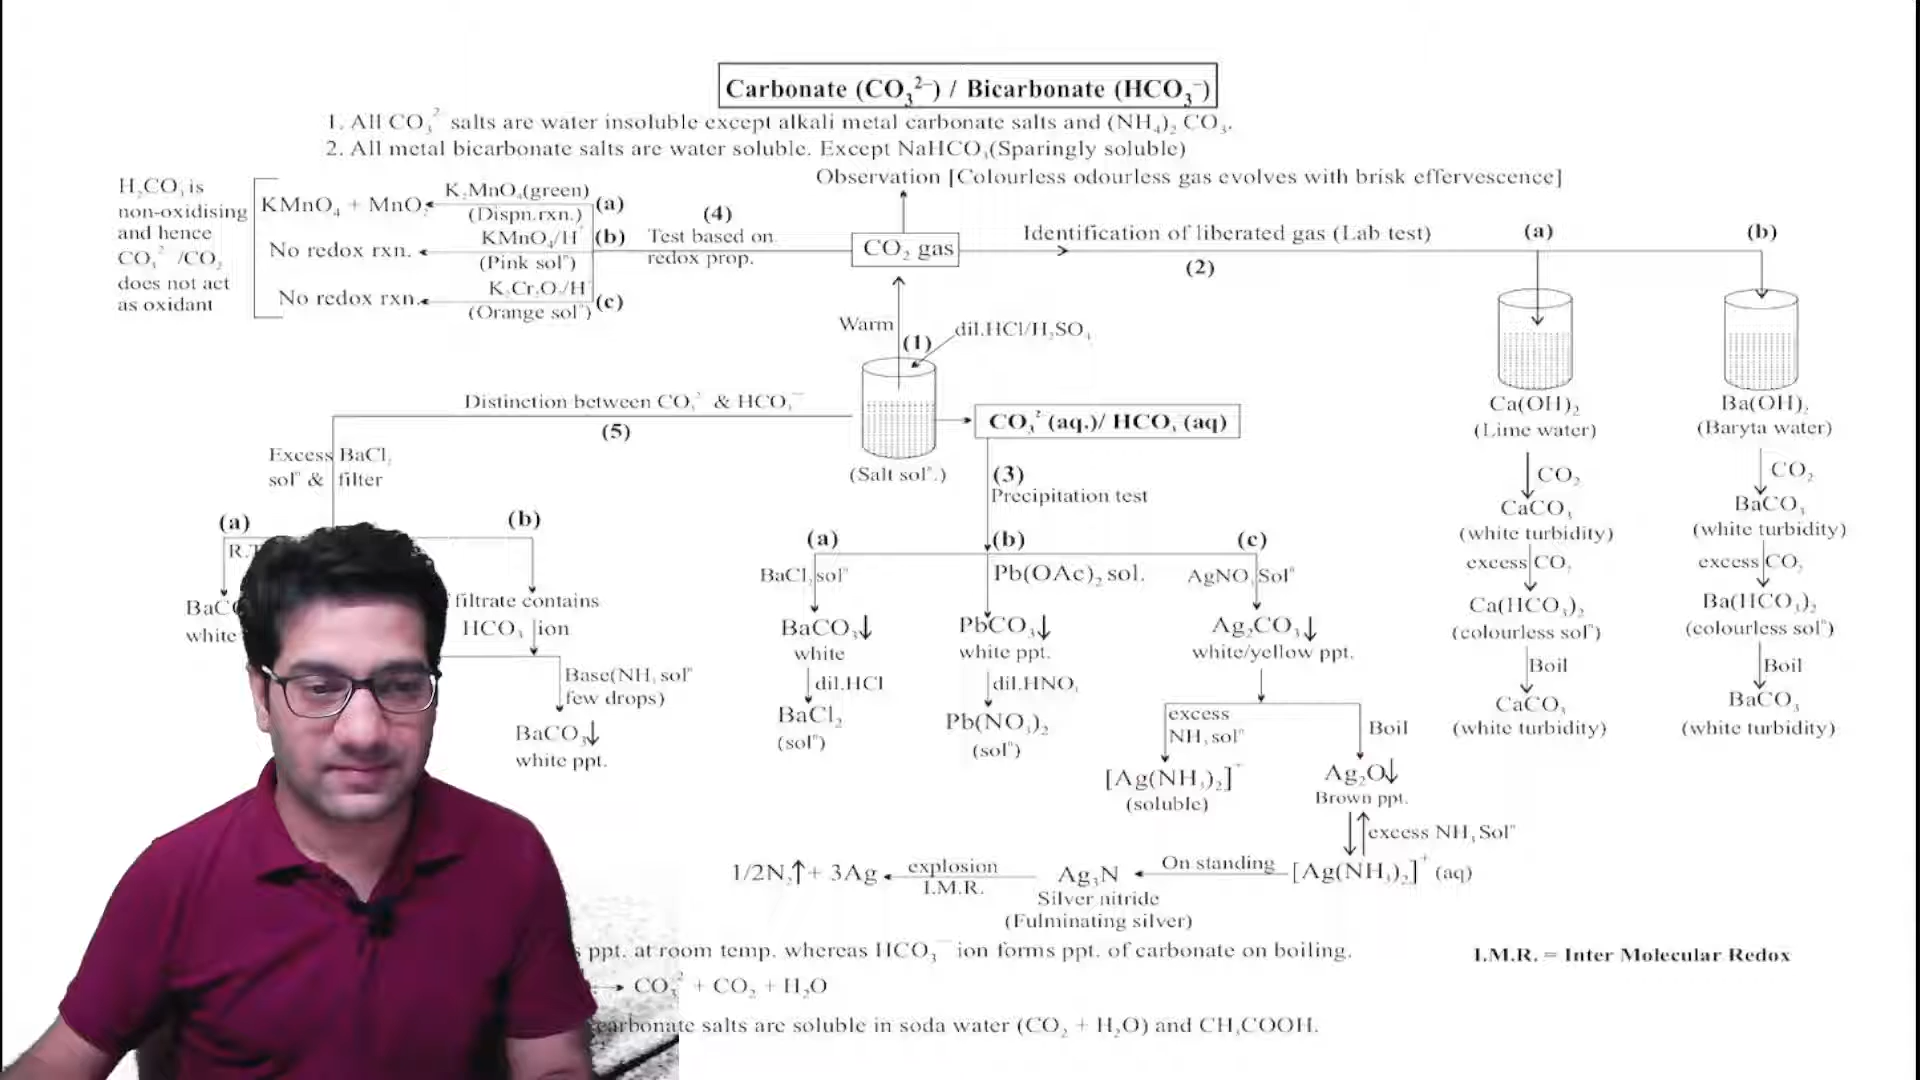 Carbonate (CO₃²⁻) / Bicarbonate (HCO₃⁻)
1. All CO₃² salts are water insoluble except alkali metal carbonate salts and (NH₄)₂ CO₃.
2. All metal bicarbonate salts are water soluble. Except NaHCO₃(Sparingly soluble)
Observation [Colourless odourless gas evolves with brisk effervescence]
H₂CO₃ is
non-oxidising
and hence
CO₃² /CO₂
does not act
as oxidant
KMnO₄ + MnO₂
K₂MnO₄(green)
(Dispn.rxn.)
(a)
No redox rxn.
KMnO₄/H⁺
(Pink solⁿ)
(b)
No redox rxn.
K₂Cr₂O₇/H⁺
(Orange solⁿ)
(c)
(4)
Test based on
redox prop.
CO₂ gas
Identification of liberated gas (Lab test)
(2)
(a)
(b)
Warm
(1)
dil.HCl/H₂SO₄
Distinction between CO₃² & HCO₃⁻
(5)
CO₃² (aq.)/ HCO₃ (aq)
(Salt solⁿ.)
Excess BaCl₂
solⁿ & filter
(a)
(b)
white
filtrate contains
HCO₃ ion
Base(NH₃ solⁿ
few drops)
BaCO₃↓
white ppt.
(3)
Precipitation test
(a)
(b)
(c)
BaCl₂ solⁿ
Pb(OAc)₂ sol.
AgNO₃ Solⁿ
BaCO₃↓
white
dil.HCl
BaCl₂
(solⁿ)
PbCO₃↓
white ppt.
dil.HNO₃
Pb(NO₃)₂
(solⁿ)
Ag₂CO₃↓
white/yellow ppt.
excess
NH₃ solⁿ
Boil
[Ag(NH₃)₂]⁺
(soluble)
Ag₂O↓
Brown ppt.
excess NH₃ Solⁿ
[Ag(NH₃)₂]⁺ (aq)
On standing
Ag₃N
Silver nitride
(Fulminating silver)
explosion
I.M.R.
1/2N₂↑ + 3Ag
Ca(OH)₂
(Lime water)
CO₂
CaCO₃
(white turbidity)
excess CO₂
Ca(HCO₃)₂
(colourless solⁿ)
Boil
CaCO₃
(white turbidity)
Ba(OH)₂
(Baryta water)
CO₂
BaCO₃
(white turbidity)
excess CO₂
Ba(HCO₃)₂
(colourless solⁿ)
Boil
BaCO₃
(white turbidity)
ppt. at room temp. whereas HCO₃⁻ ion forms ppt. of carbonate on boiling.
I.M.R. = Inter Molecular Redox
→ CO₃² + CO₂ + H₂O
carbonate salts are soluble in soda water (CO₂ + H₂O) and CH₃COOH.